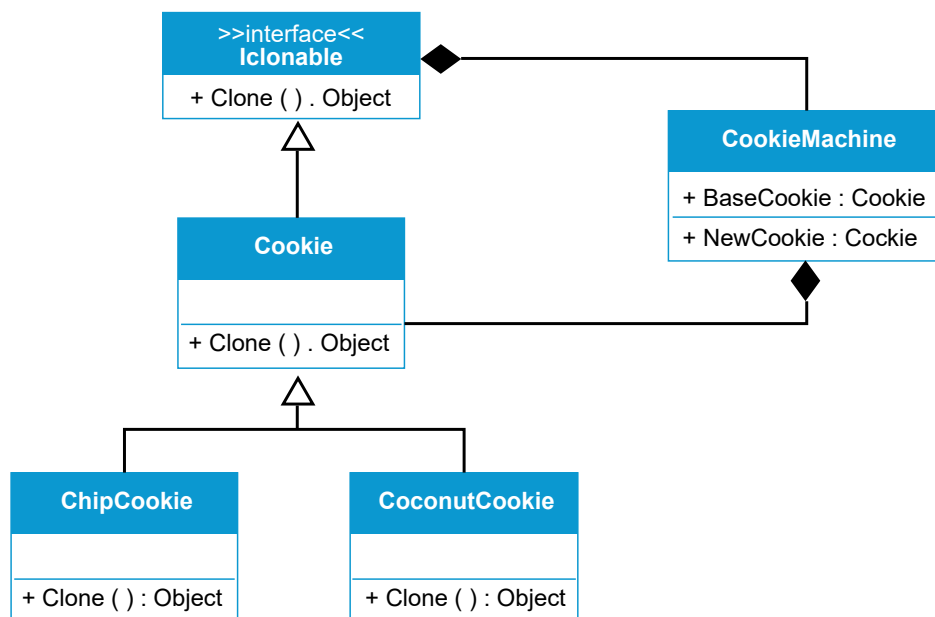 >>interface<<
Iclonable
+ Clone ( ) . Object
CookieMachine
+ BaseCookie : Cookie
+ NewCookie : Cockie
Cookie
+ Clone ( ) . Object
ChipCookie
+ Clone ( ) : Object
CoconutCookie
+ Clone ( ) : Object